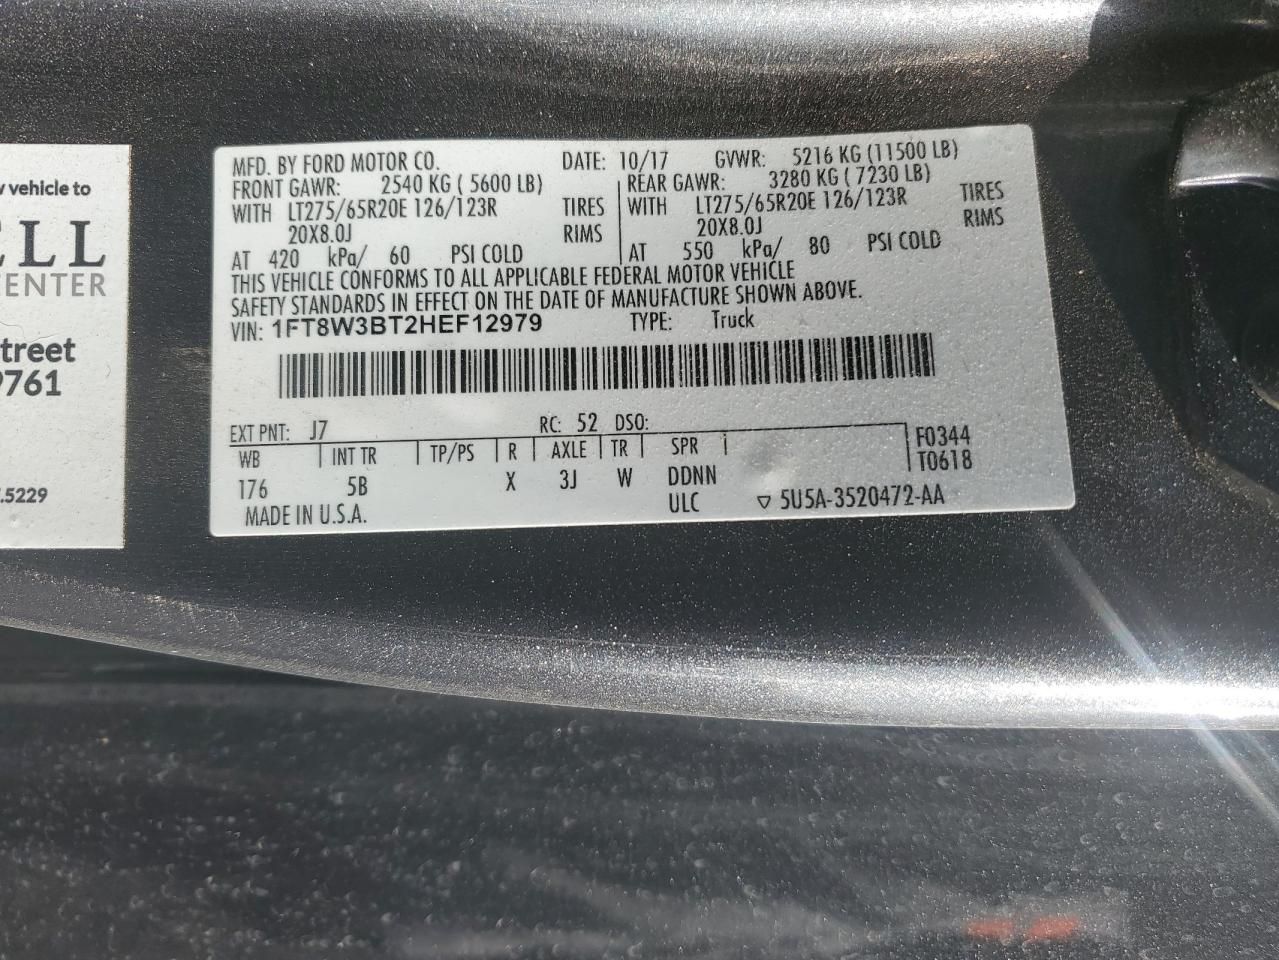 vehicle to
ELL
CENTER
treet
9761
.5229
MFD. BY FORD MOTOR CO. DATE: 10/17 GVWR: 5216 KG (11500 LB)
FRONT GAWR: 2540 KG ( 5600 LB) REAR GAWR: 3280 KG ( 7230 LB)
WITH LT275/65R20E 126/123R TIRES WITH LT275/65R20E 126/123R TIRES
20X8.0J RIMS 20X8.0J RIMS
AT 420 kPa/ 60 PSI COLD AT 550 kPa/ 80 PSI COLD
THIS VEHICLE CONFORMS TO ALL APPLICABLE FEDERAL MOTOR VEHICLE
SAFETY STANDARDS IN EFFECT ON THE DATE OF MANUFACTURE SHOWN ABOVE.
VIN: 1FT8W3BT2HEF12979 TYPE: Truck
EXT PNT: J7 RC: 52 DSO:
WB INT TR TP/PS R AXLE TR SPR F0344
176 5B X 3J W DDNN T0618
MADE IN U.S.A. ULC ▽ 5U5A-3520472-AA